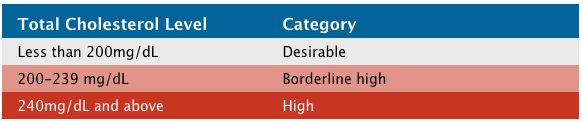 Total Cholesterol Level Category
Less than 200mg/dL Desirable
200-239 mg/dL Borderline high
240mg/dL and above High